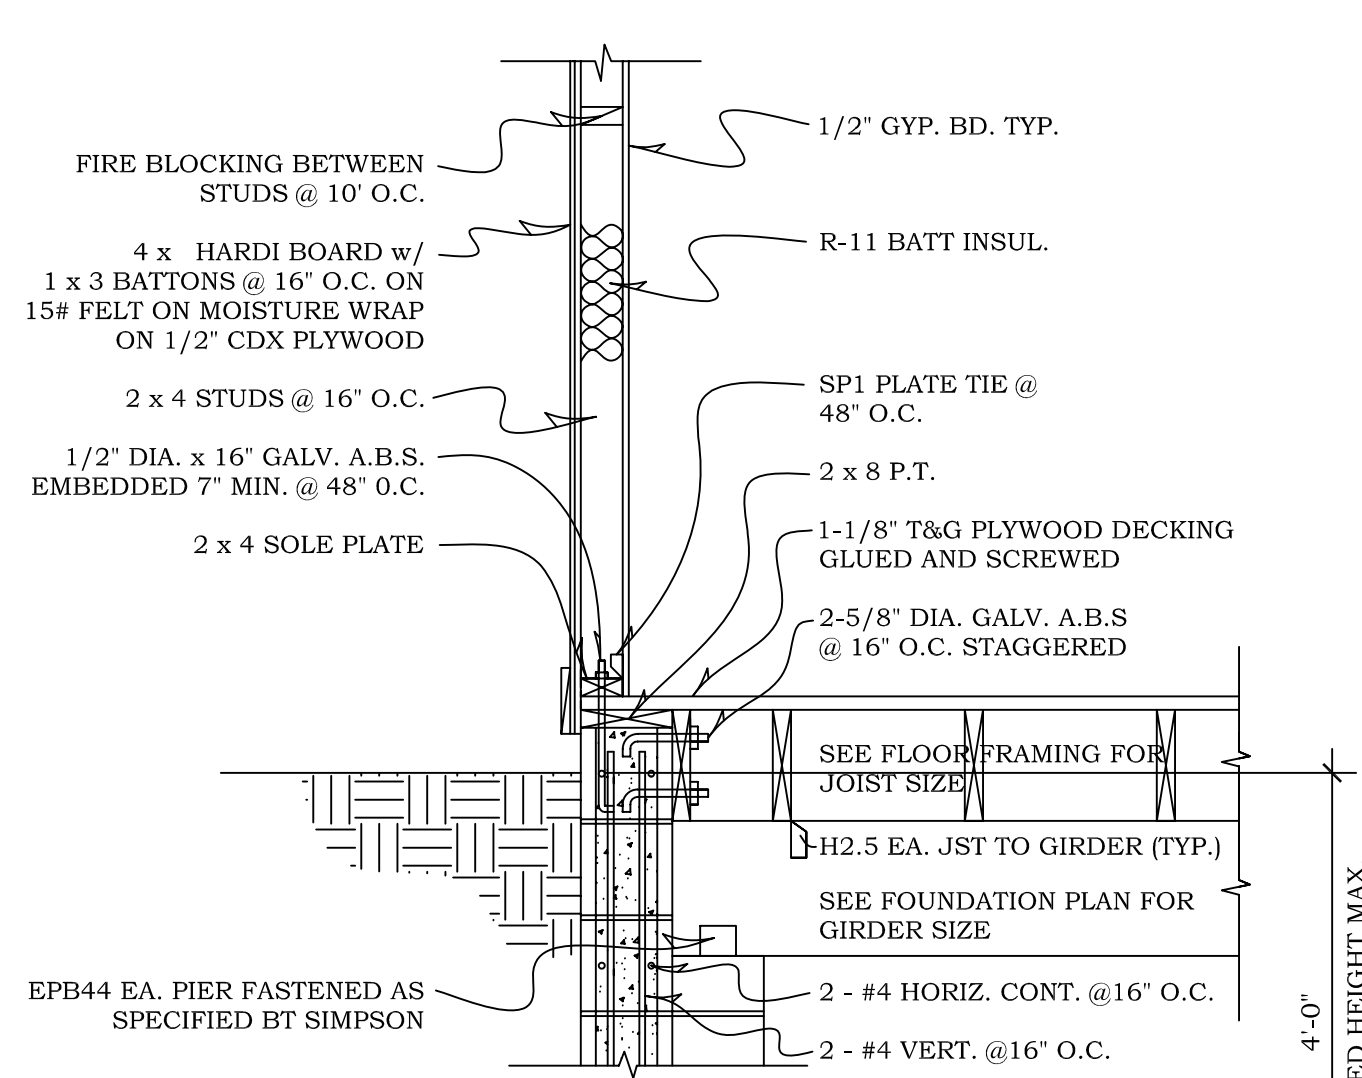 FIRE BLOCKING BETWEEN
STUDS @ 10' O.C.
4 x HARDI BOARD w/
1 x 3 BATTONS @ 16" O.C. ON
15# FELT ON MOISTURE WRAP
ON 1/2" CDX PLYWOOD
2 x 4 STUDS @ 16" O.C.
1/2" DIA. x 16" GALV. A.B.S.
EMBEDDED 7" MIN. @ 48" 0.C.
2 x 4 SOLE PLATE
EPB44 EA. PIER FASTENED AS
SPECIFIED BT SIMPSON
1/2" GYP. BD. TYP.
R-11 BATT INSUL.
SP1 PLATE TIE @
48" O.C.
2 x 8 P.T.
1-1/8" T&G PLYWOOD DECKING
GLUED AND SCREWED
2-5/8" DIA. GALV. A.B.S
@ 16" O.C. STAGGERED
SEE FLOOR FRAMING FOR
JOIST SIZE
H2.5 EA. JST TO GIRDER (TYP.)
SEE FOUNDATION PLAN FOR
GIRDER SIZE
2 - #4 HORIZ. CONT. @16" O.C.
2 - #4 VERT. @16" O.C.
4'-0"
ED HEIGHT MAX